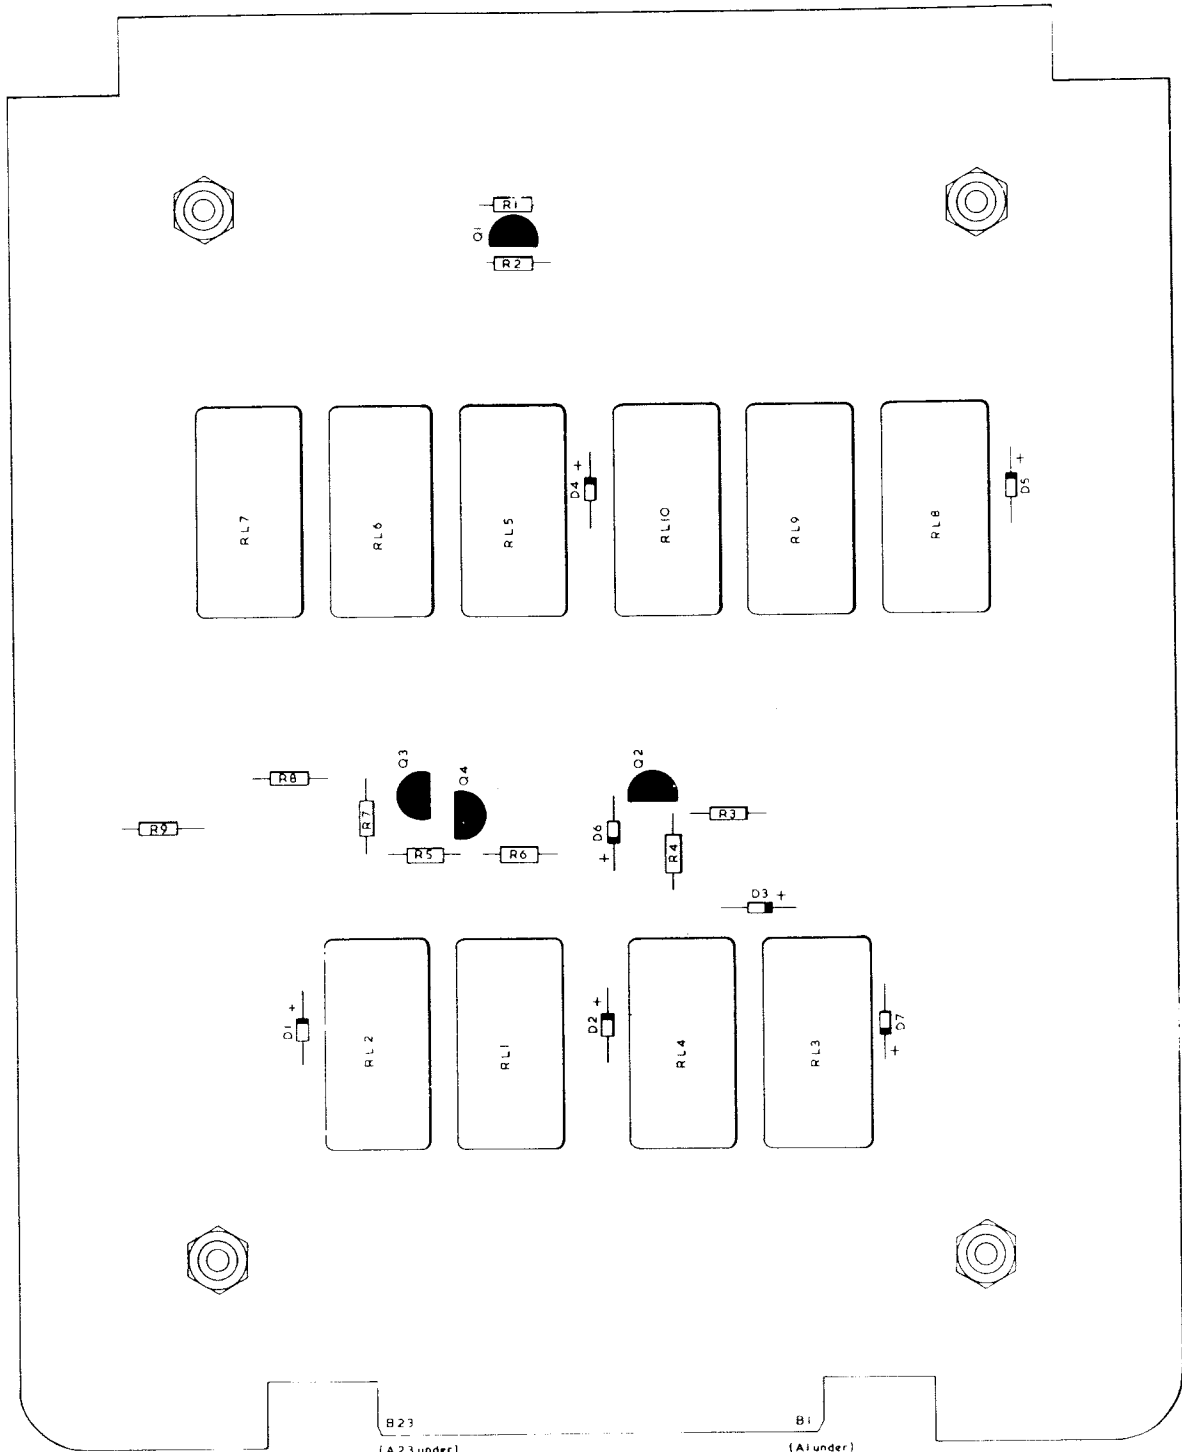 R1
Q1
R2
D4 +
+ D5
RL7
RL6
RL5
RL10
RL9
RL8
Q3
Q4
Q2
R8
R9
R7
R5
R6
D6 +
R4
R3
D3 +
D1 +
RL2
RL1
D2 +
RL4
RL3
D7 +
B23
(A23 under)
B1
(A1 under)